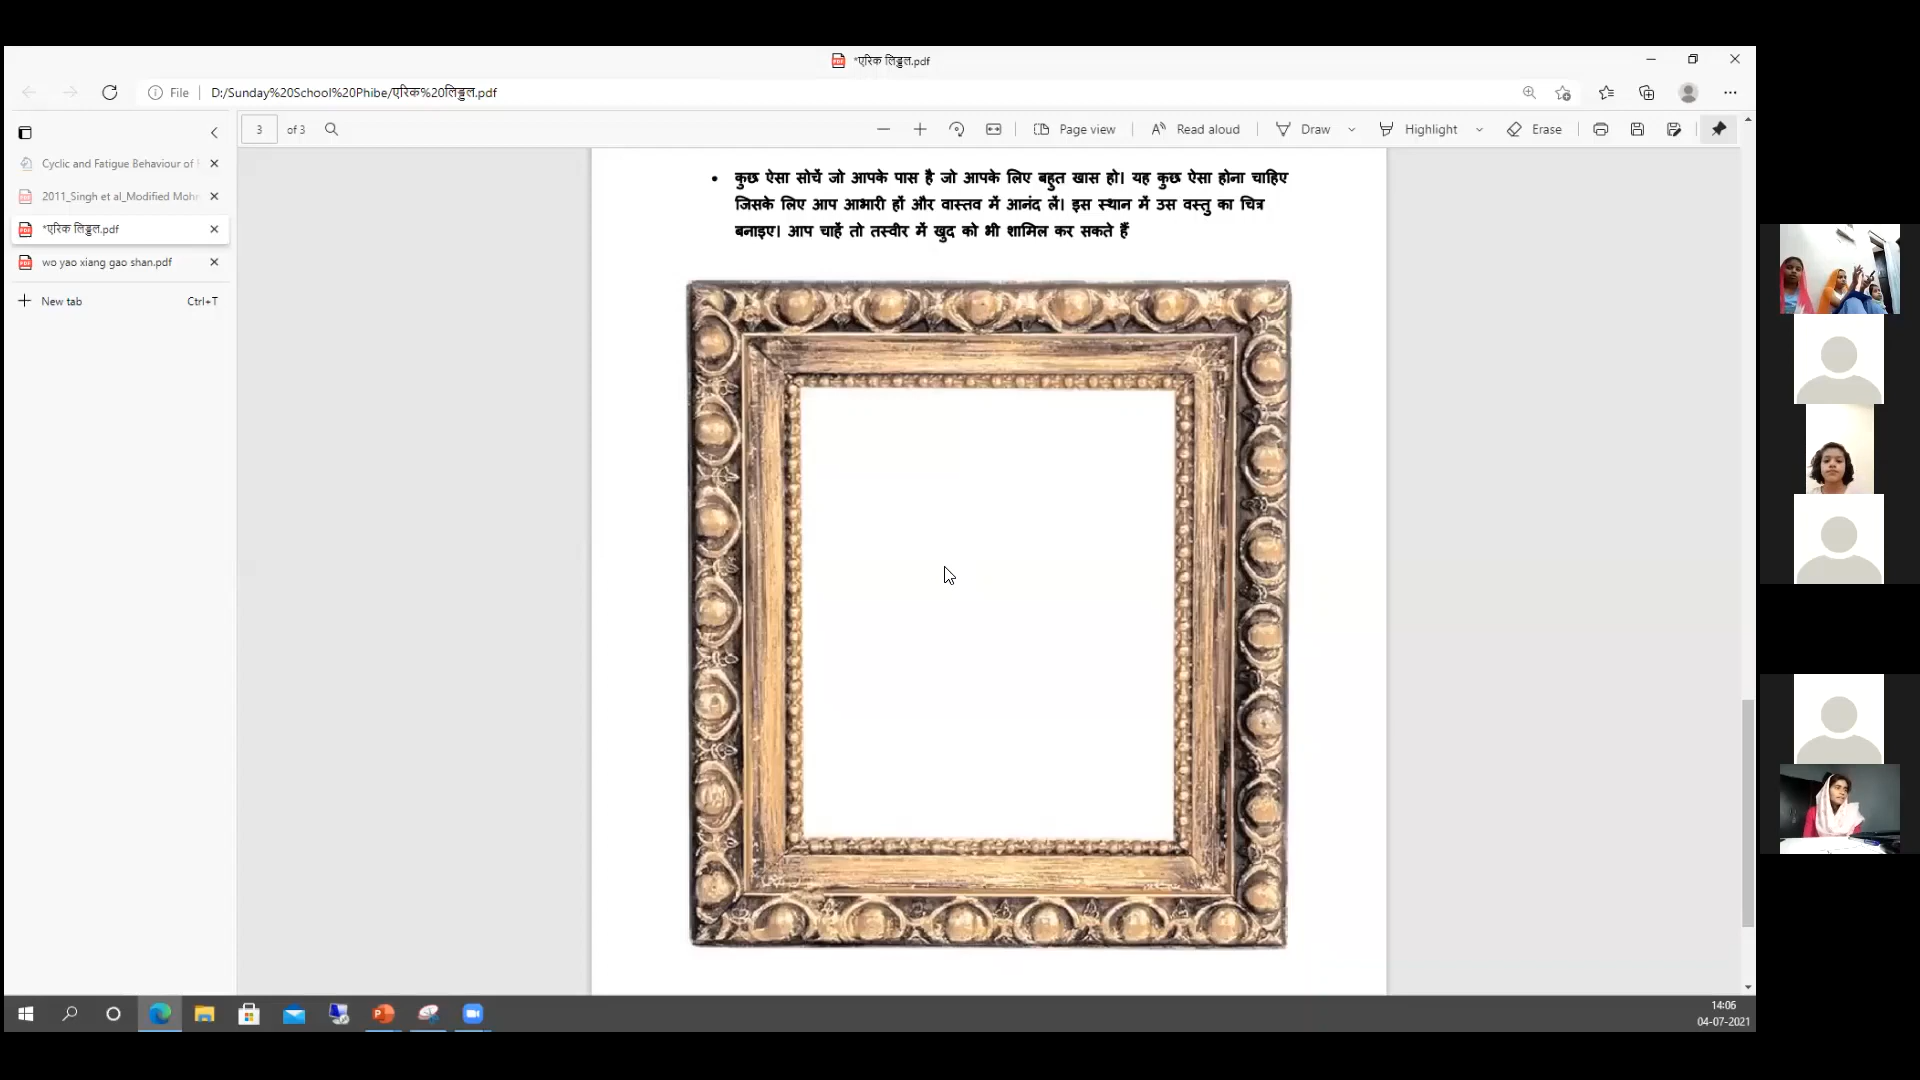 *एरिक लिड्डल.pdf
File
D:/Sunday%20School%20Phibe/एरिक%20लिड्डल.pdf
3 of 3
Page view
Read aloud
Draw
Highlight
Erase
Cyclic and Fatigue Behaviour of
2011_Singh et al_Modified Mohr
*एरिक लिड्डल.pdf
wo yao xiang gao shan.pdf
New tab Ctrl+T
• कुछ ऐसा सोचें जो आपके पास है जो आपके लिए बहुत खास हो। यह कुछ ऐसा होना चाहिए
जिसके लिए आप आभारी हों और वास्तव में आनंद लें। इस स्थान में उस वस्तु का चित्र
बनाइए। आप चाहें तो तस्वीर में खुद को भी शामिल कर सकते हैं
14:06
04-07-2021